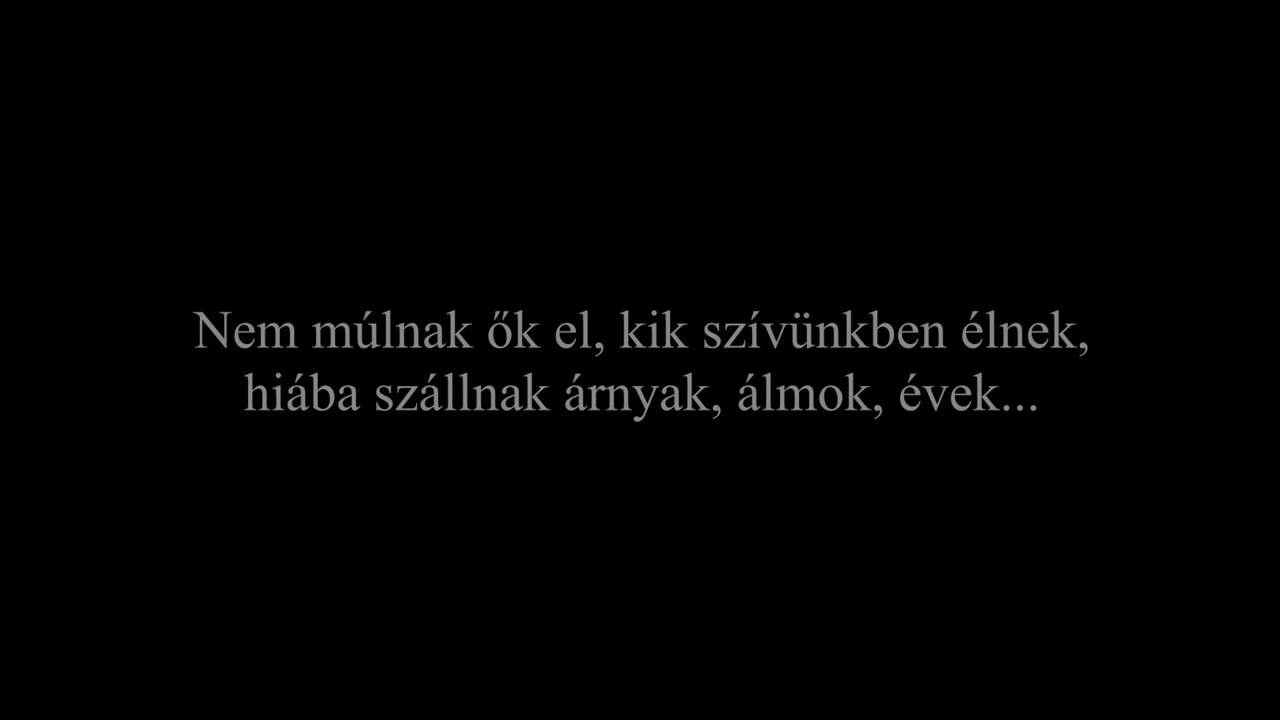 Nem múlnak ők el, kik szívünkben élnek,
hiába szállnak árnyak, álmok, évek...